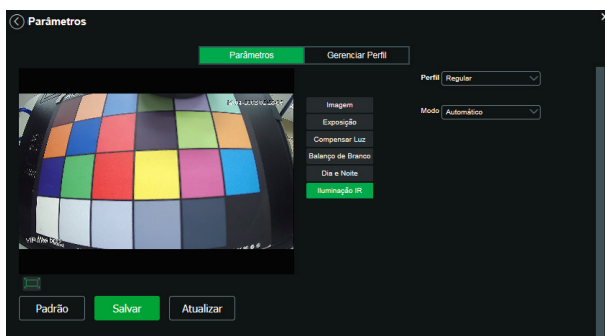 Parâmetros
Parâmetros
Gerenciar Perfil
Perfil Regular
Modo Automático
Imagem
Exposição
Compensar Luz
Balanço de Branco
Dia e Noite
Iluminação IR
Padrão
Salvar
Atualizar